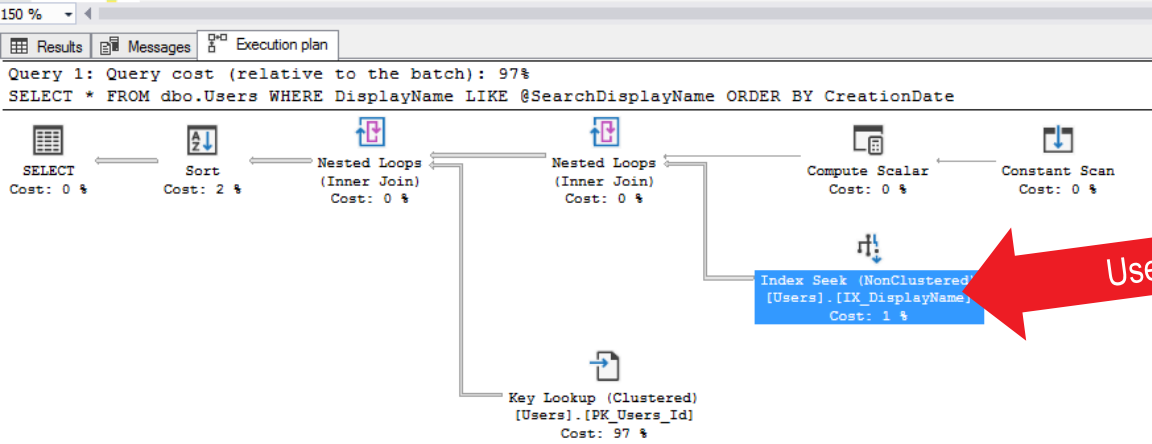 150 %
Results Messages Execution plan
Query 1: Query cost (relative to the batch): 97%
SELECT * FROM dbo.Users WHERE DisplayName LIKE @SearchDisplayName ORDER BY CreationDate
SELECT
Cost: 0 %
Sort
Cost: 2 %
Nested Loops
(Inner Join)
Cost: 0 %
Nested Loops
(Inner Join)
Cost: 0 %
Compute Scalar
Cost: 0 %
Constant Scan
Cost: 0 %
Index Seek (NonClustered)
[Users].[IX_DisplayName]
Cost: 1 %
Key Lookup (Clustered)
[Users].[PK_Users_Id]
Cost: 97 %